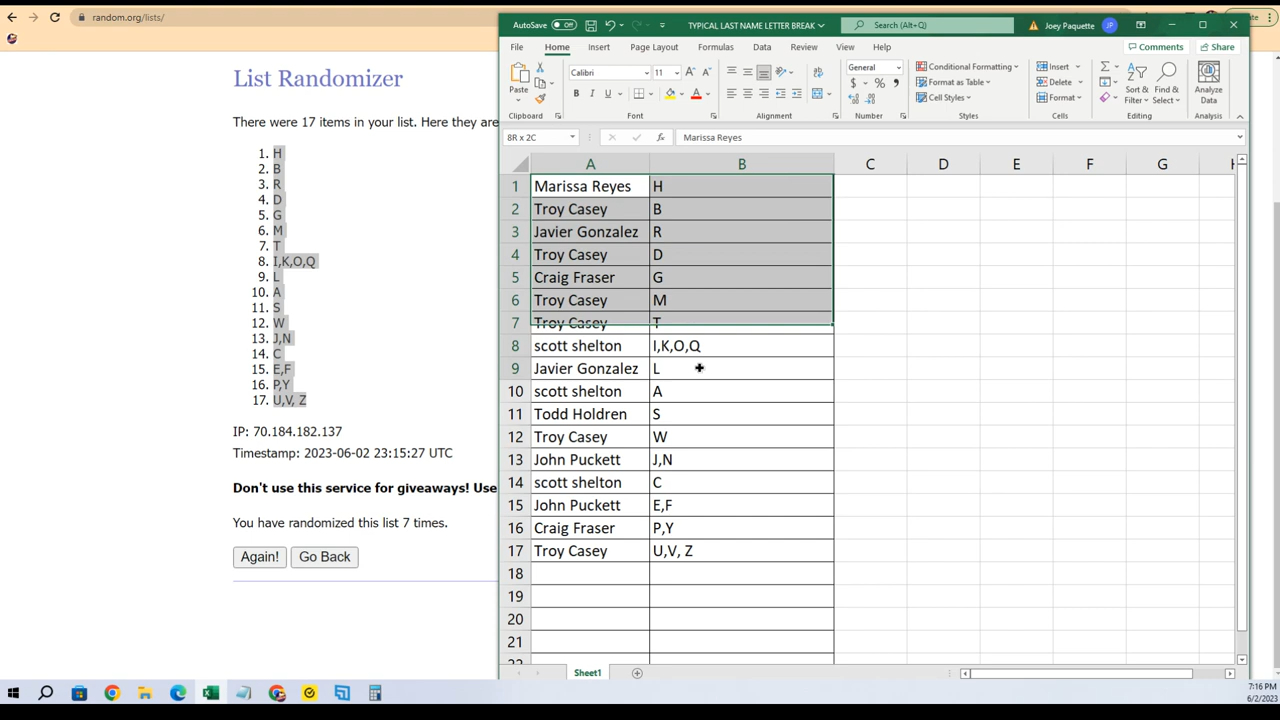 random.org/lists/
List Randomizer
There were 17 items in your list. Here they are
1. H
2. B
3. R
4. D
5. G
6. M
7. T
8. I,K,O,Q
9. L
10. A
11. S
12. W
13. J,N
14. C
15. E,F
16. P,Y
17. U,V, Z
IP: 70.184.182.137
Timestamp: 2023-06-02 23:15:27 UTC
Don't use this service for giveaways! Use
You have randomized this list 7 times.
Again! Go Back
AutoSave Off TYPICAL LAST NAME LETTER BREAK Search (Alt+Q) Joey Paquette JP
File Home Insert Page Layout Formulas Data Review View Help Comments Share
Paste Calibri 11 A A General Conditional Formatting Insert Sort & Find & Analyze
B I U A $ % 9 Format as Table Delete Filter Select Data
Cell Styles Format
Clipboard Font Alignment Number Styles Cells Editing Analysis
8R x 2C fx Marissa Reyes
A B C D E F G H
1 Marissa Reyes H
2 Troy Casey B
3 Javier Gonzalez R
4 Troy Casey D
5 Craig Fraser G
6 Troy Casey M
7 Troy Casey T
8 scott shelton I,K,O,Q
9 Javier Gonzalez L
10 scott shelton A
11 Todd Holdren S
12 Troy Casey W
13 John Puckett J,N
14 scott shelton C
15 John Puckett E,F
16 Craig Fraser P,Y
17 Troy Casey U,V, Z
18
19
20
21
22
Sheet1
7:16 PM
6/2/2023